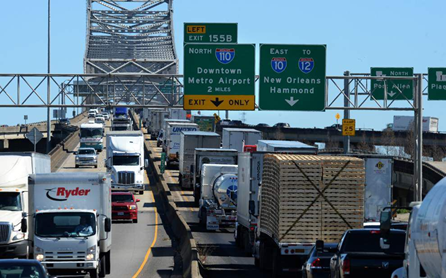 LEFT
EXIT 155B
NORTH 110
Downtown
Metro Airport
2 MILES
EXIT ONLY
EAST TO
10 12
New Orleans
Hammond
NORTH
Ryder